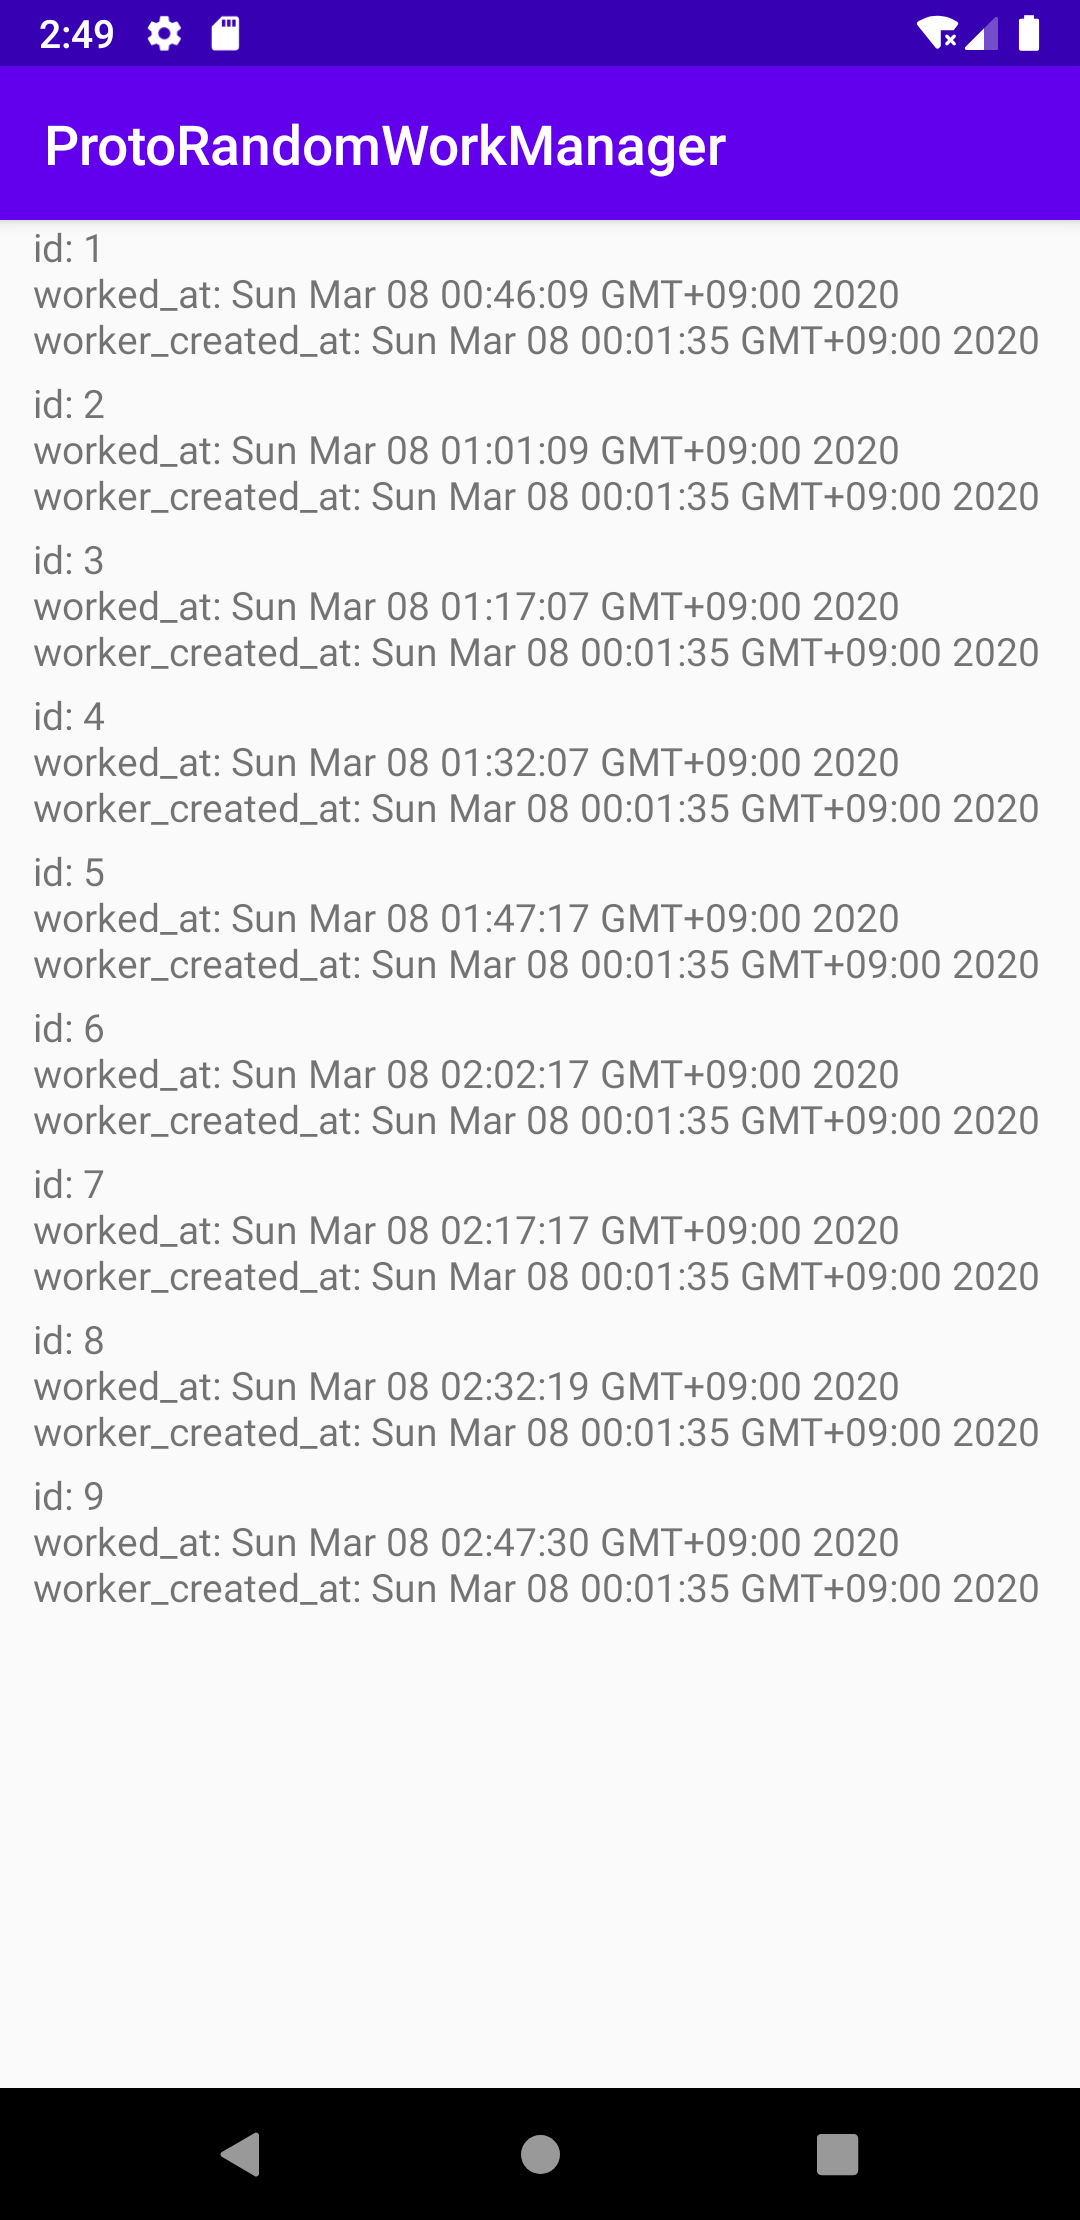 2:49
ProtoRandomWorkManager
id: 1
worked_at: Sun Mar 08 00:46:09 GMT+09:00 2020
worker_created_at: Sun Mar 08 00:01:35 GMT+09:00 2020
id: 2
worked_at: Sun Mar 08 01:01:09 GMT+09:00 2020
worker_created_at: Sun Mar 08 00:01:35 GMT+09:00 2020
id: 3
worked_at: Sun Mar 08 01:17:07 GMT+09:00 2020
worker_created_at: Sun Mar 08 00:01:35 GMT+09:00 2020
id: 4
worked_at: Sun Mar 08 01:32:07 GMT+09:00 2020
worker_created_at: Sun Mar 08 00:01:35 GMT+09:00 2020
id: 5
worked_at: Sun Mar 08 01:47:17 GMT+09:00 2020
worker_created_at: Sun Mar 08 00:01:35 GMT+09:00 2020
id: 6
worked_at: Sun Mar 08 02:02:17 GMT+09:00 2020
worker_created_at: Sun Mar 08 00:01:35 GMT+09:00 2020
id: 7
worked_at: Sun Mar 08 02:17:17 GMT+09:00 2020
worker_created_at: Sun Mar 08 00:01:35 GMT+09:00 2020
id: 8
worked_at: Sun Mar 08 02:32:19 GMT+09:00 2020
worker_created_at: Sun Mar 08 00:01:35 GMT+09:00 2020
id: 9
worked_at: Sun Mar 08 02:47:30 GMT+09:00 2020
worker_created_at: Sun Mar 08 00:01:35 GMT+09:00 2020